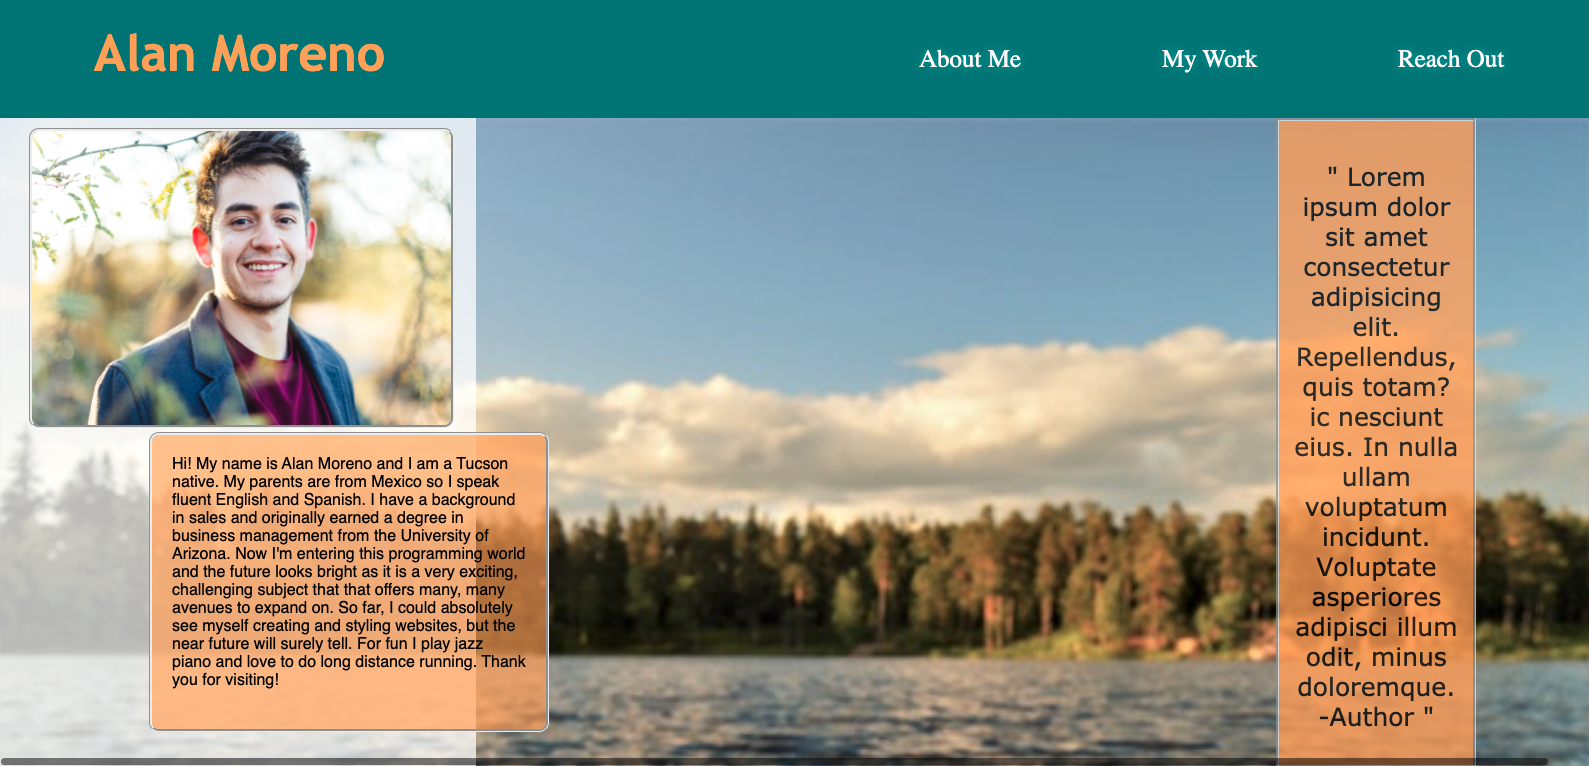 Alan Moreno
About Me
My Work
Reach Out
Hi! My name is Alan Moreno and I am a Tucson
native. My parents are from Mexico so I speak
fluent English and Spanish. I have a background
in sales and originally earned a degree in
business management from the University of
Arizona. Now I'm entering this programming world
and the future looks bright as it is a very exciting,
challenging subject that that offers many, many
avenues to expand on. So far, I could absolutely
see myself creating and styling websites, but the
near future will surely tell. For fun I play jazz
piano and love to do long distance running. Thank
you for visiting!
" Lorem
ipsum dolor
sit amet
consectetur
adipisicing
elit.
Repellendus,
quis totam?
ic nesciunt
eius. In nulla
ullam
voluptatum
incidunt.
Voluptate
asperiores
adipisci illum
odit, minus
doloremque.
-Author "